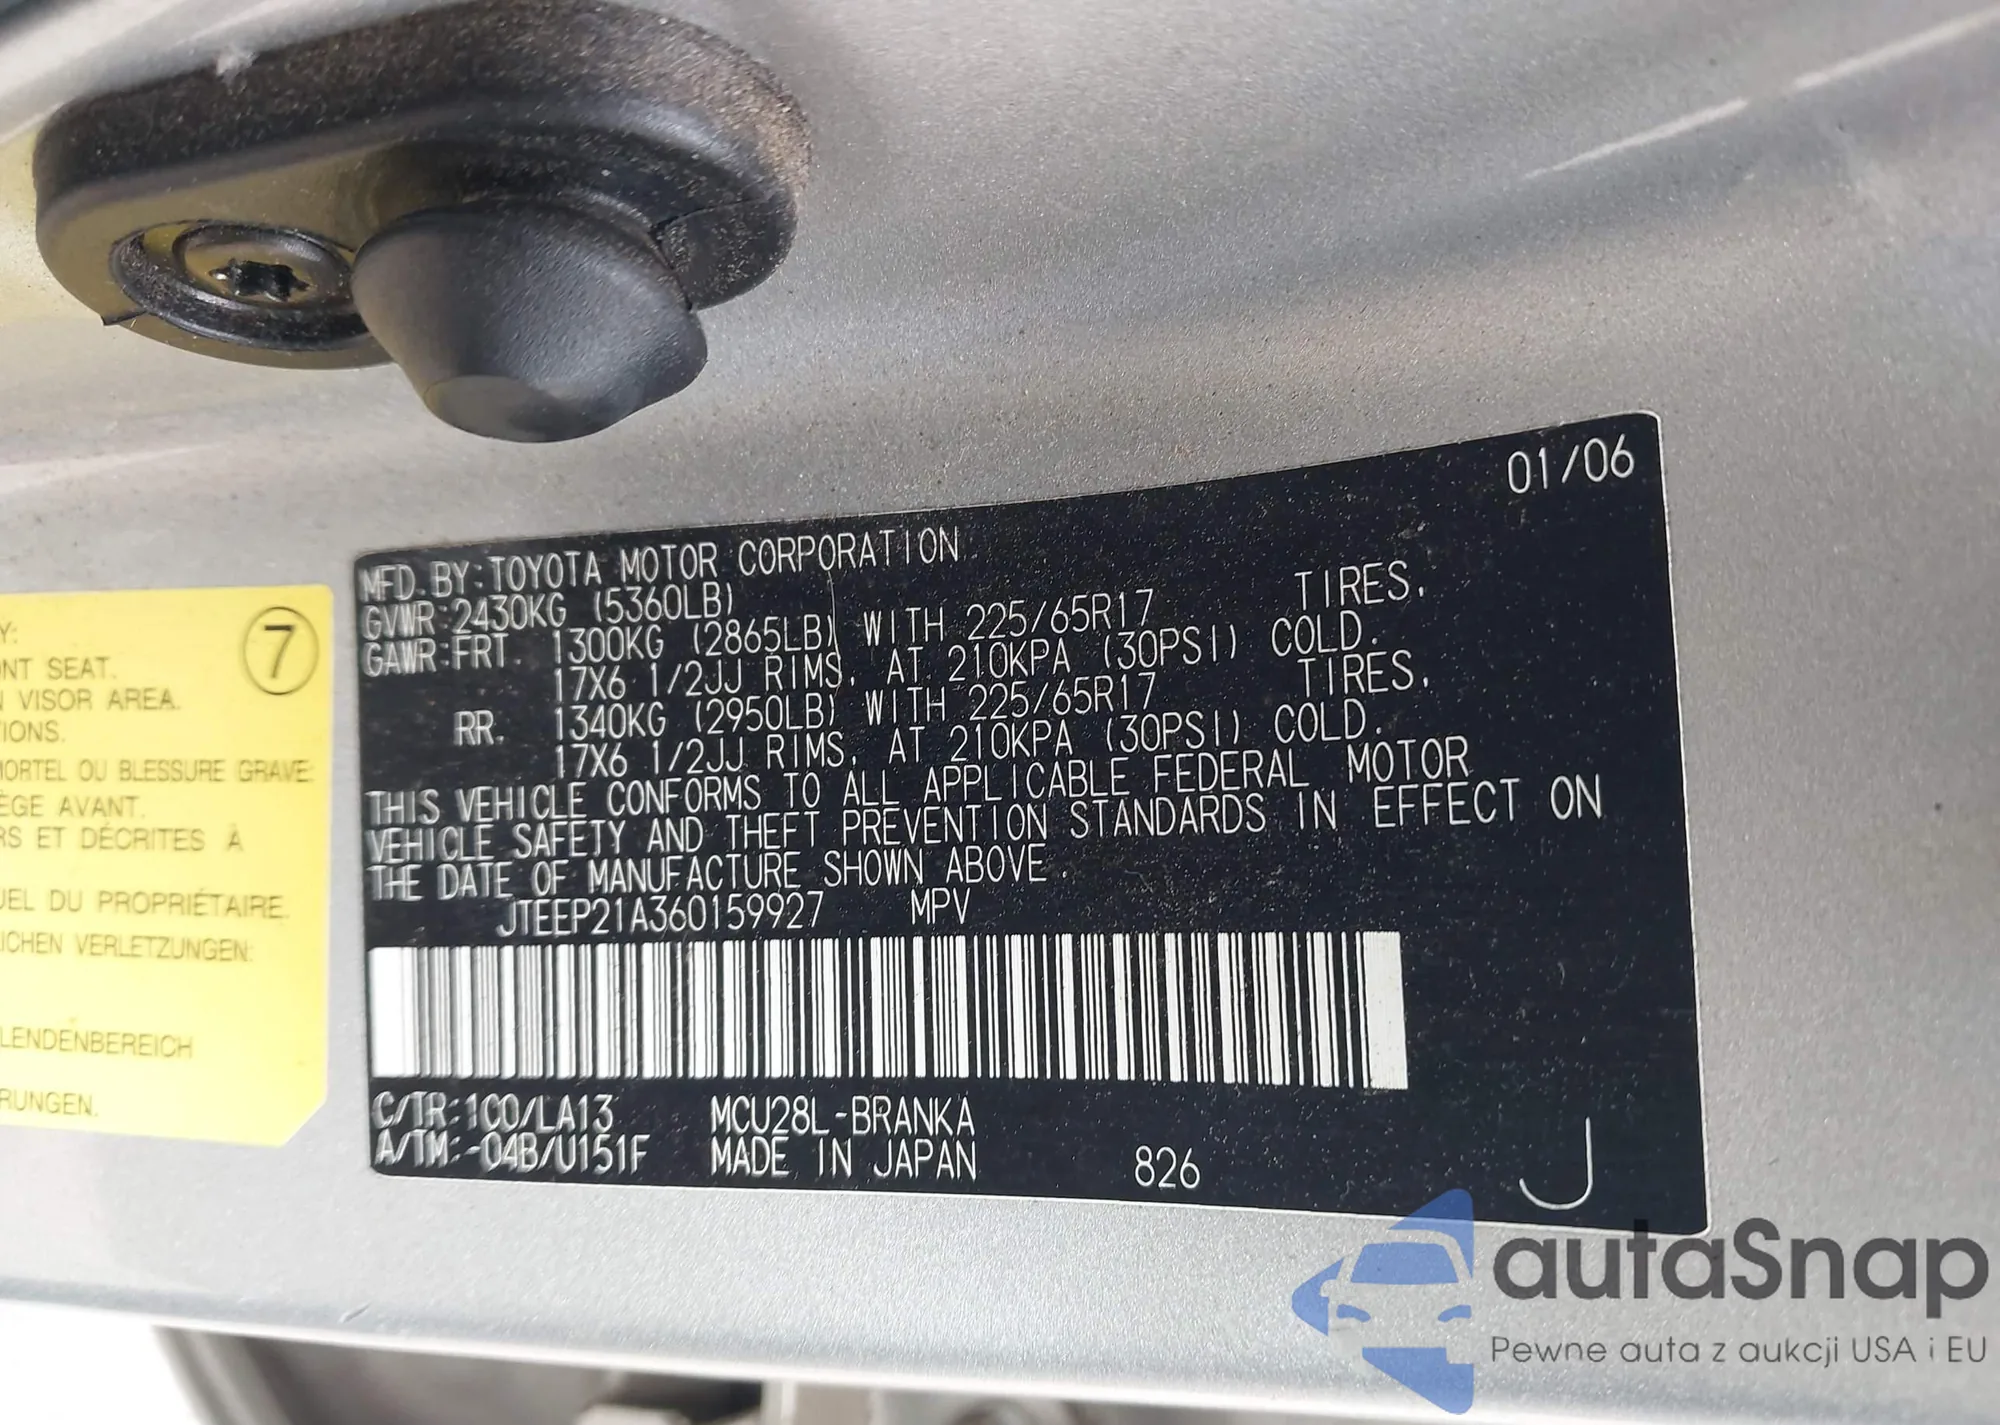 01/06
MFD. BY: TOYOTA MOTOR CORPORATION
GVWR: 2430KG (5360LB)
GAWR: FRT. 1300KG (2865LB) WITH 225/65R17 TIRES,
17X6 1/2JJ RIMS, AT 210KPA (30PSI) COLD.
RR. 1340KG (2950LB) WITH 225/65R17 TIRES,
17X6 1/2JJ RIMS, AT 210KPA (30PSI) COLD.
THIS VEHICLE CONFORMS TO ALL APPLICABLE FEDERAL MOTOR
VEHICLE SAFETY AND THEFT PREVENTION STANDARDS IN EFFECT ON
THE DATE OF MANUFACTURE SHOWN ABOVE.
JTEEP21A360159927 MPV
C/TR: 1C0/LA13 MCU28L-BRANKA
A/TM: -04B/U151F MADE IN JAPAN 826 J
7
Y:
ONT SEAT.
N VISOR AREA.
TIONS.
MORTEL OU BLESSURE GRAVE:
ÈGE AVANT.
RS ET DÉCRITES À
UEL DU PROPRIÉTAIRE.
LICHEN VERLETZUNGEN:
LENDENBEREICH
RUNGEN.
autaSnap
Pewne auta z aukcji USA i EU